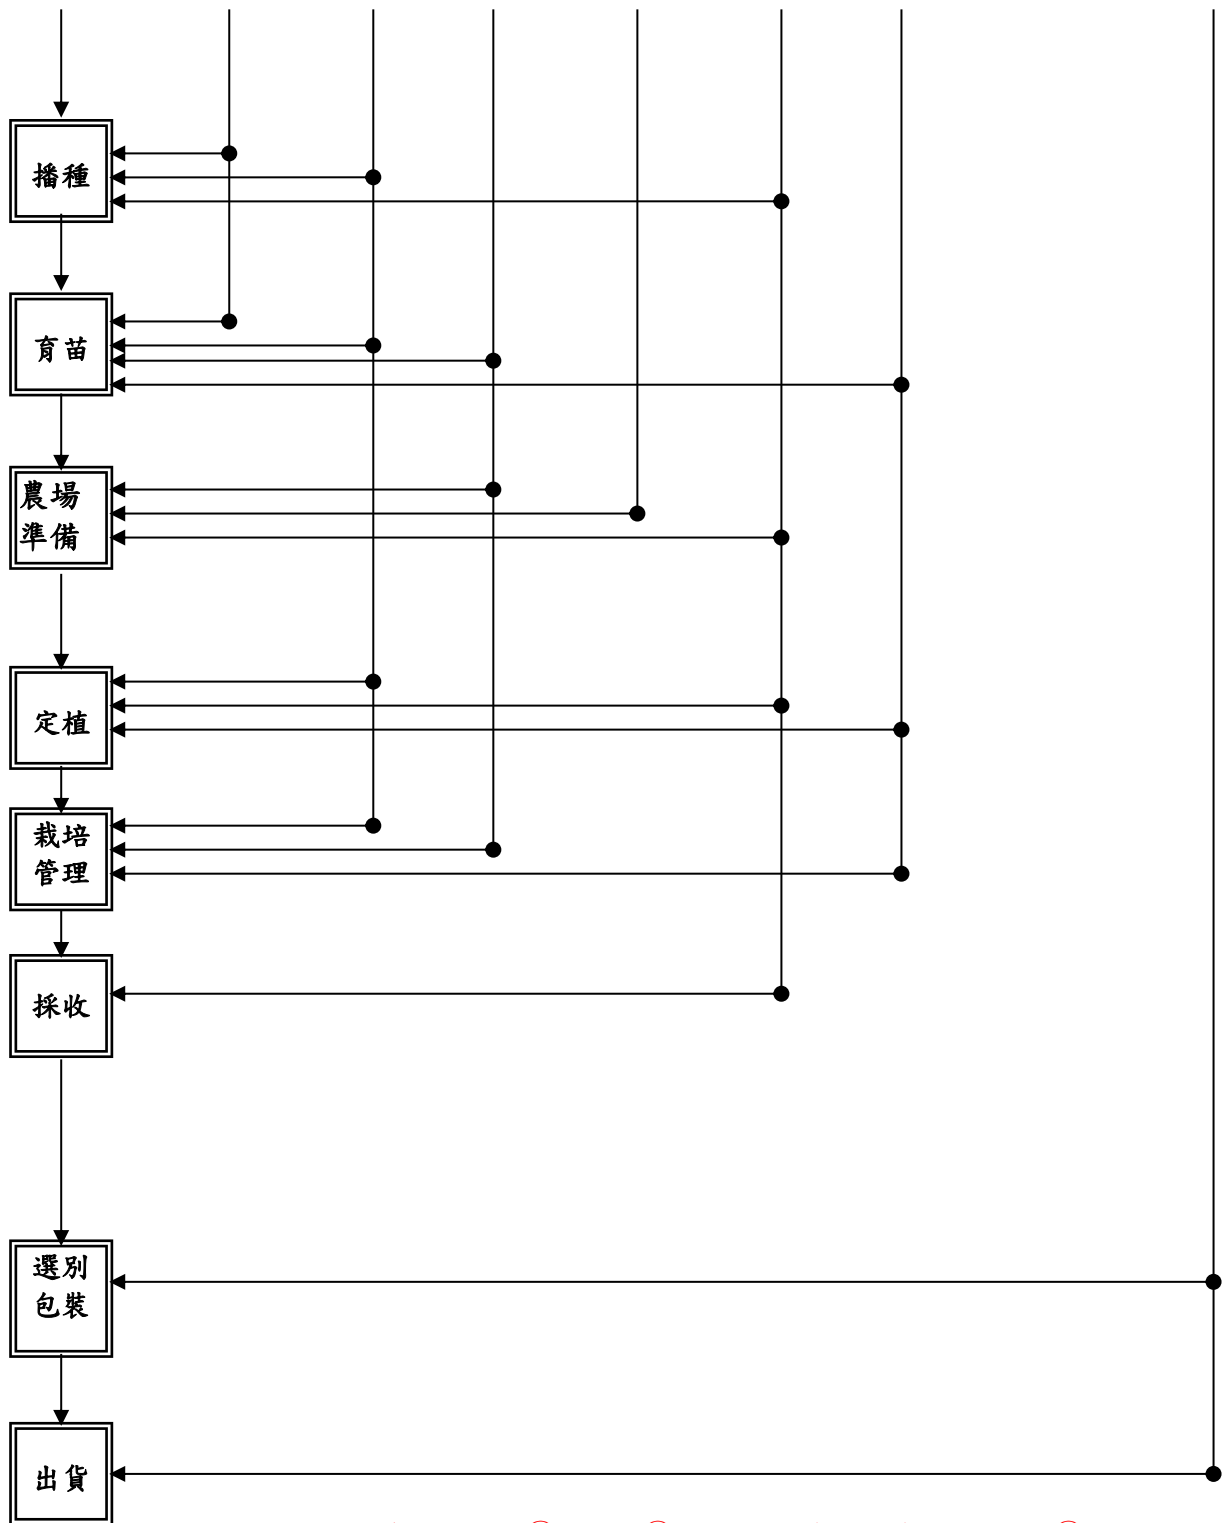 播種
育苗
農場
準備
定植
栽培
管理
採收
選別
包裝
出貨